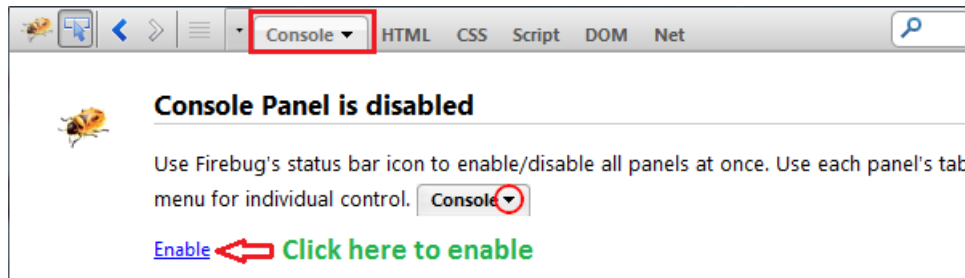 Console HTML CSS Script DOM Net
Console Panel is disabled
Use Firebug's status bar icon to enable/disable all panels at once. Use each panel's tab
menu for individual control. Console
Enable Click here to enable